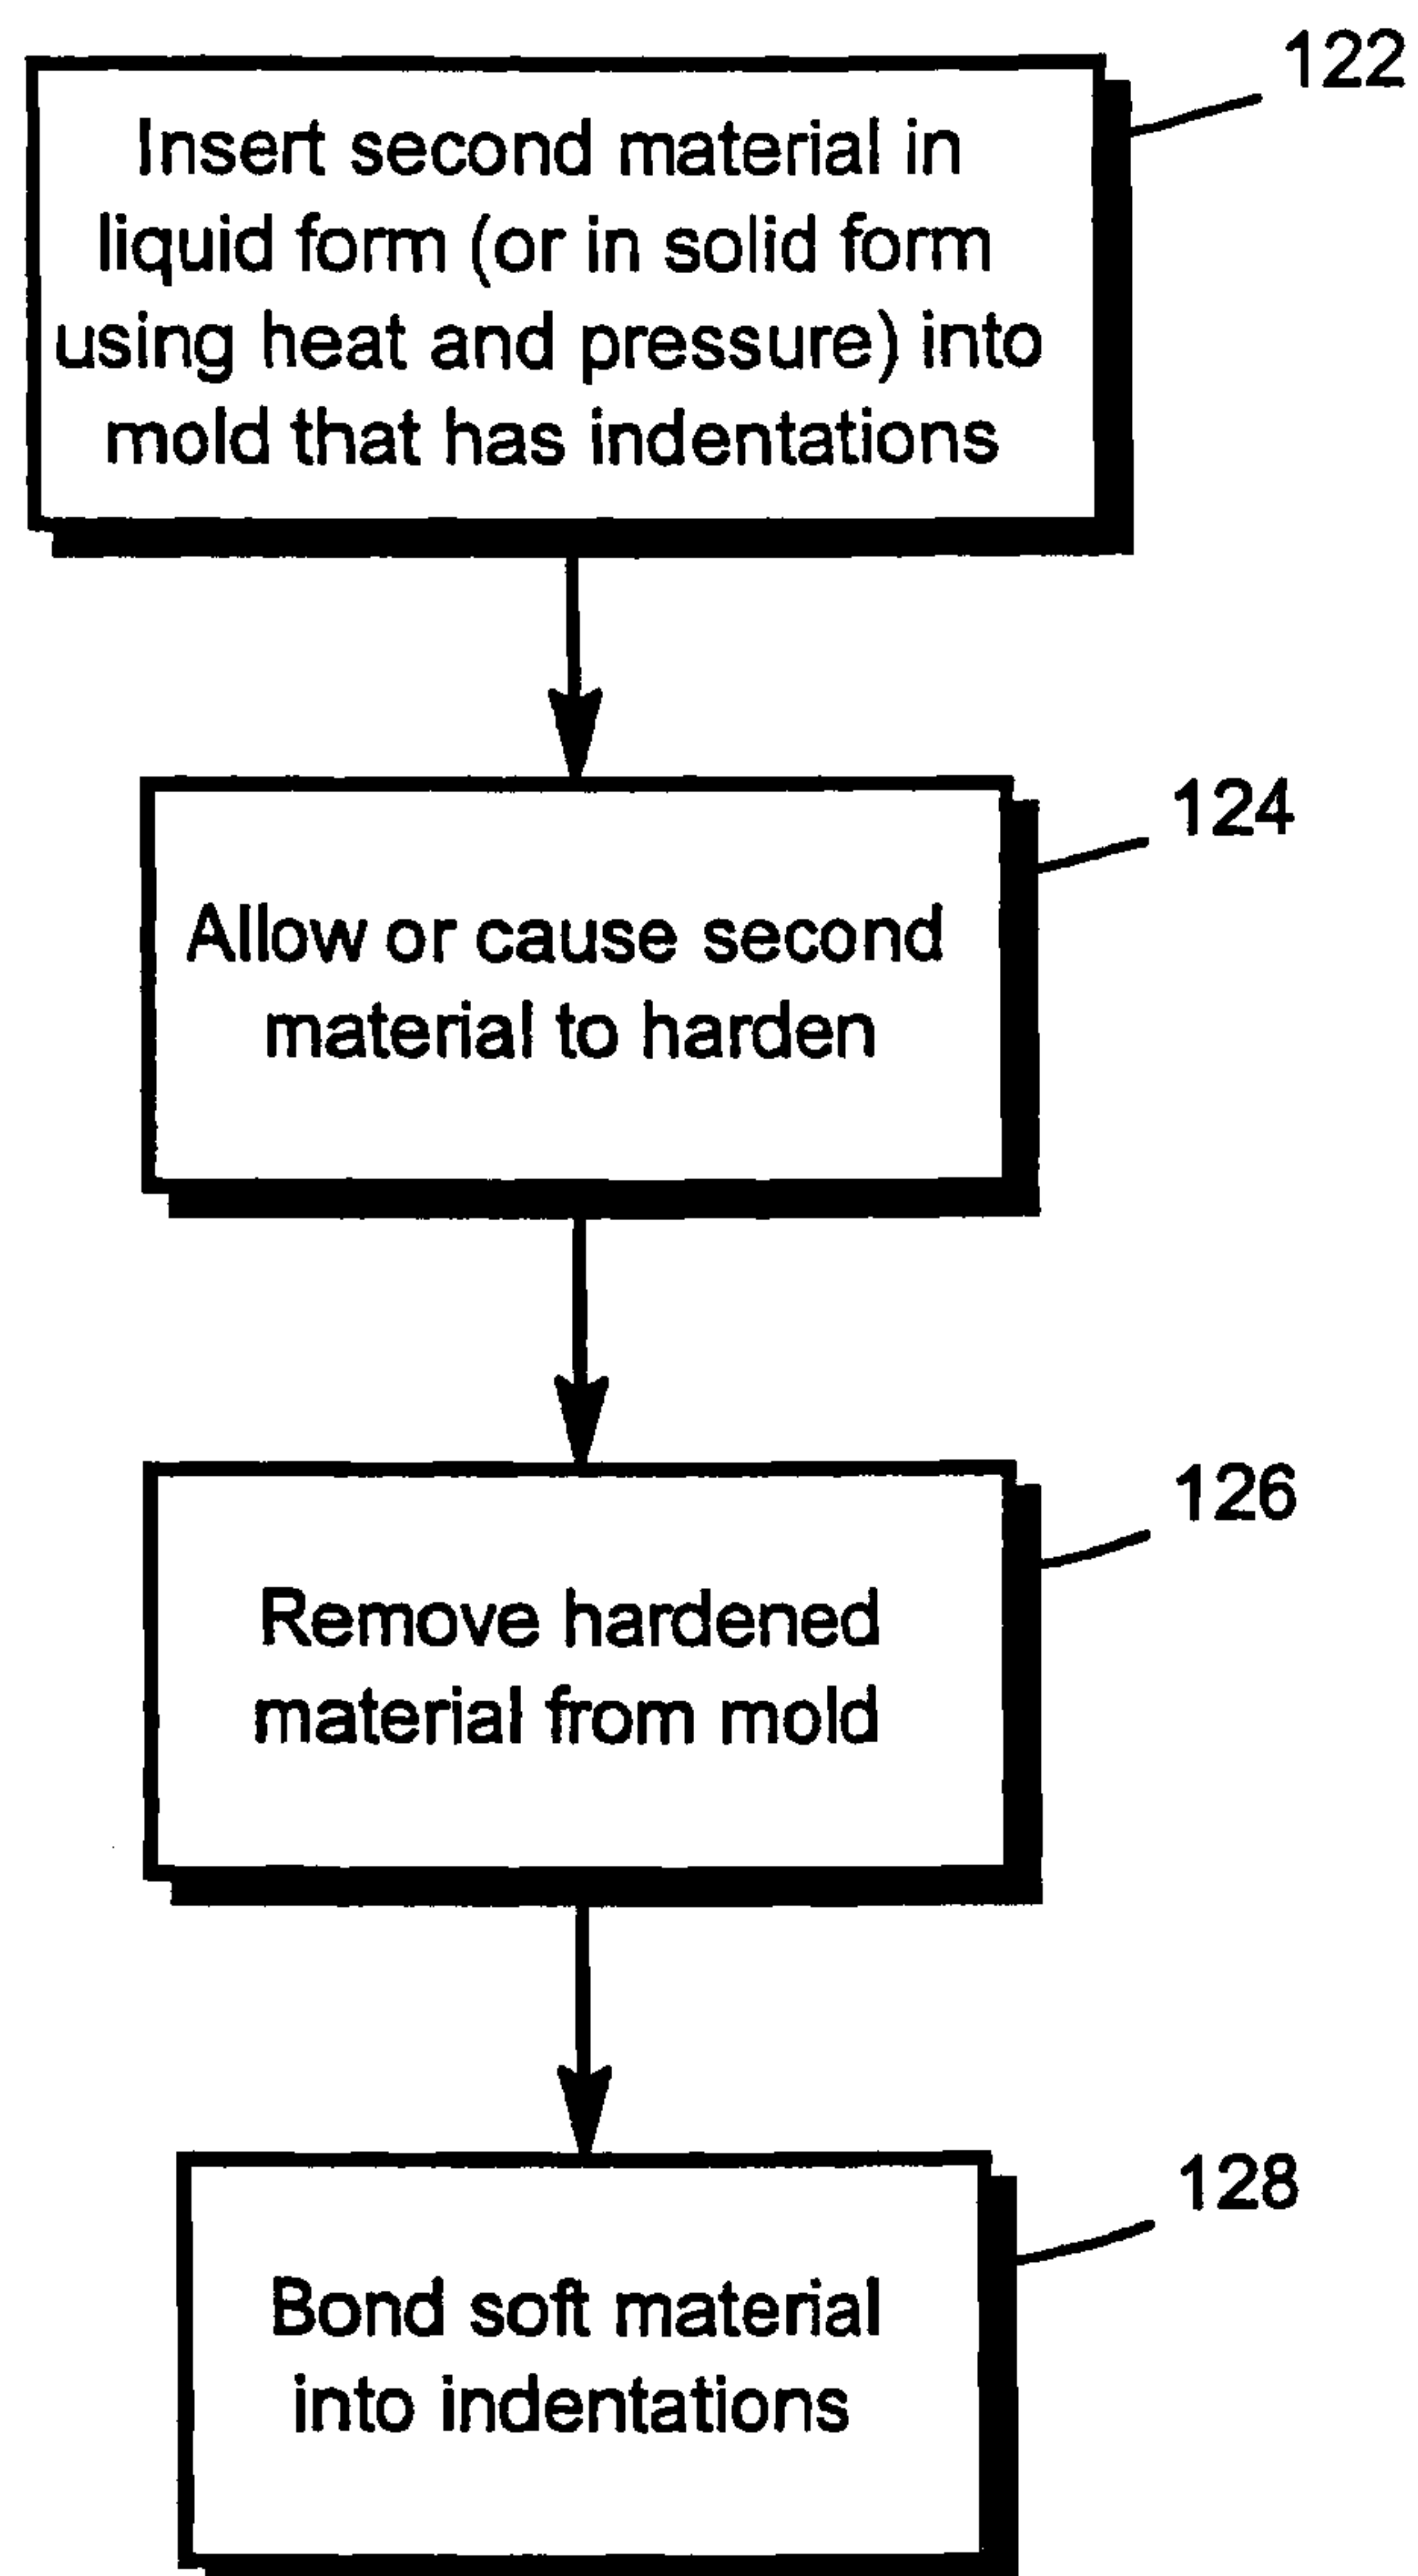 122
Insert second material in
liquid form (or in solid form
using heat and pressure) into
mold that has indentations
124
Allow or cause second
material to harden
126
Remove hardened
material from mold
128
Bond soft material
into indentations